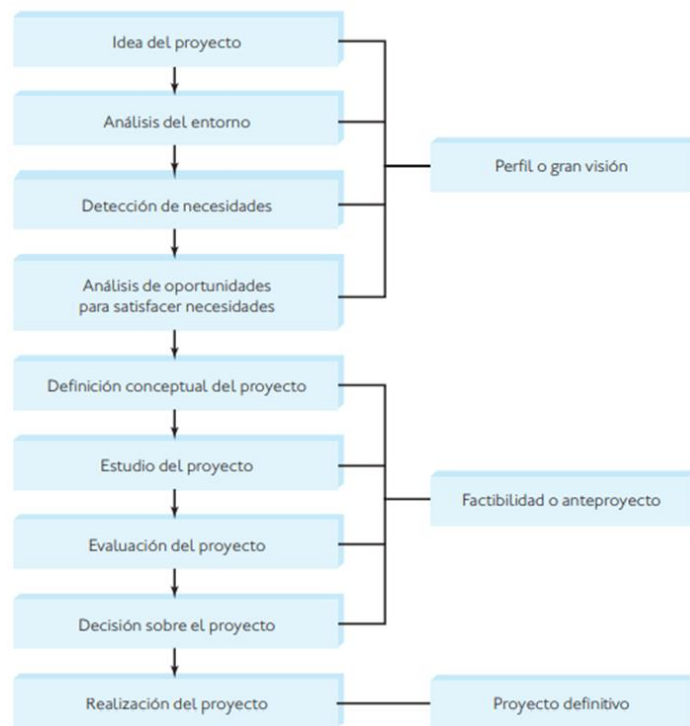 Idea del proyecto
Análisis del entorno
Detección de necesidades
Análisis de oportunidades
para satisfacer necesidades
Perfil o gran visión
Definición conceptual del proyecto
Estudio del proyecto
Evaluación del proyecto
Decisión sobre el proyecto
Factibilidad o anteproyecto
Realización del proyecto
Proyecto definitivo